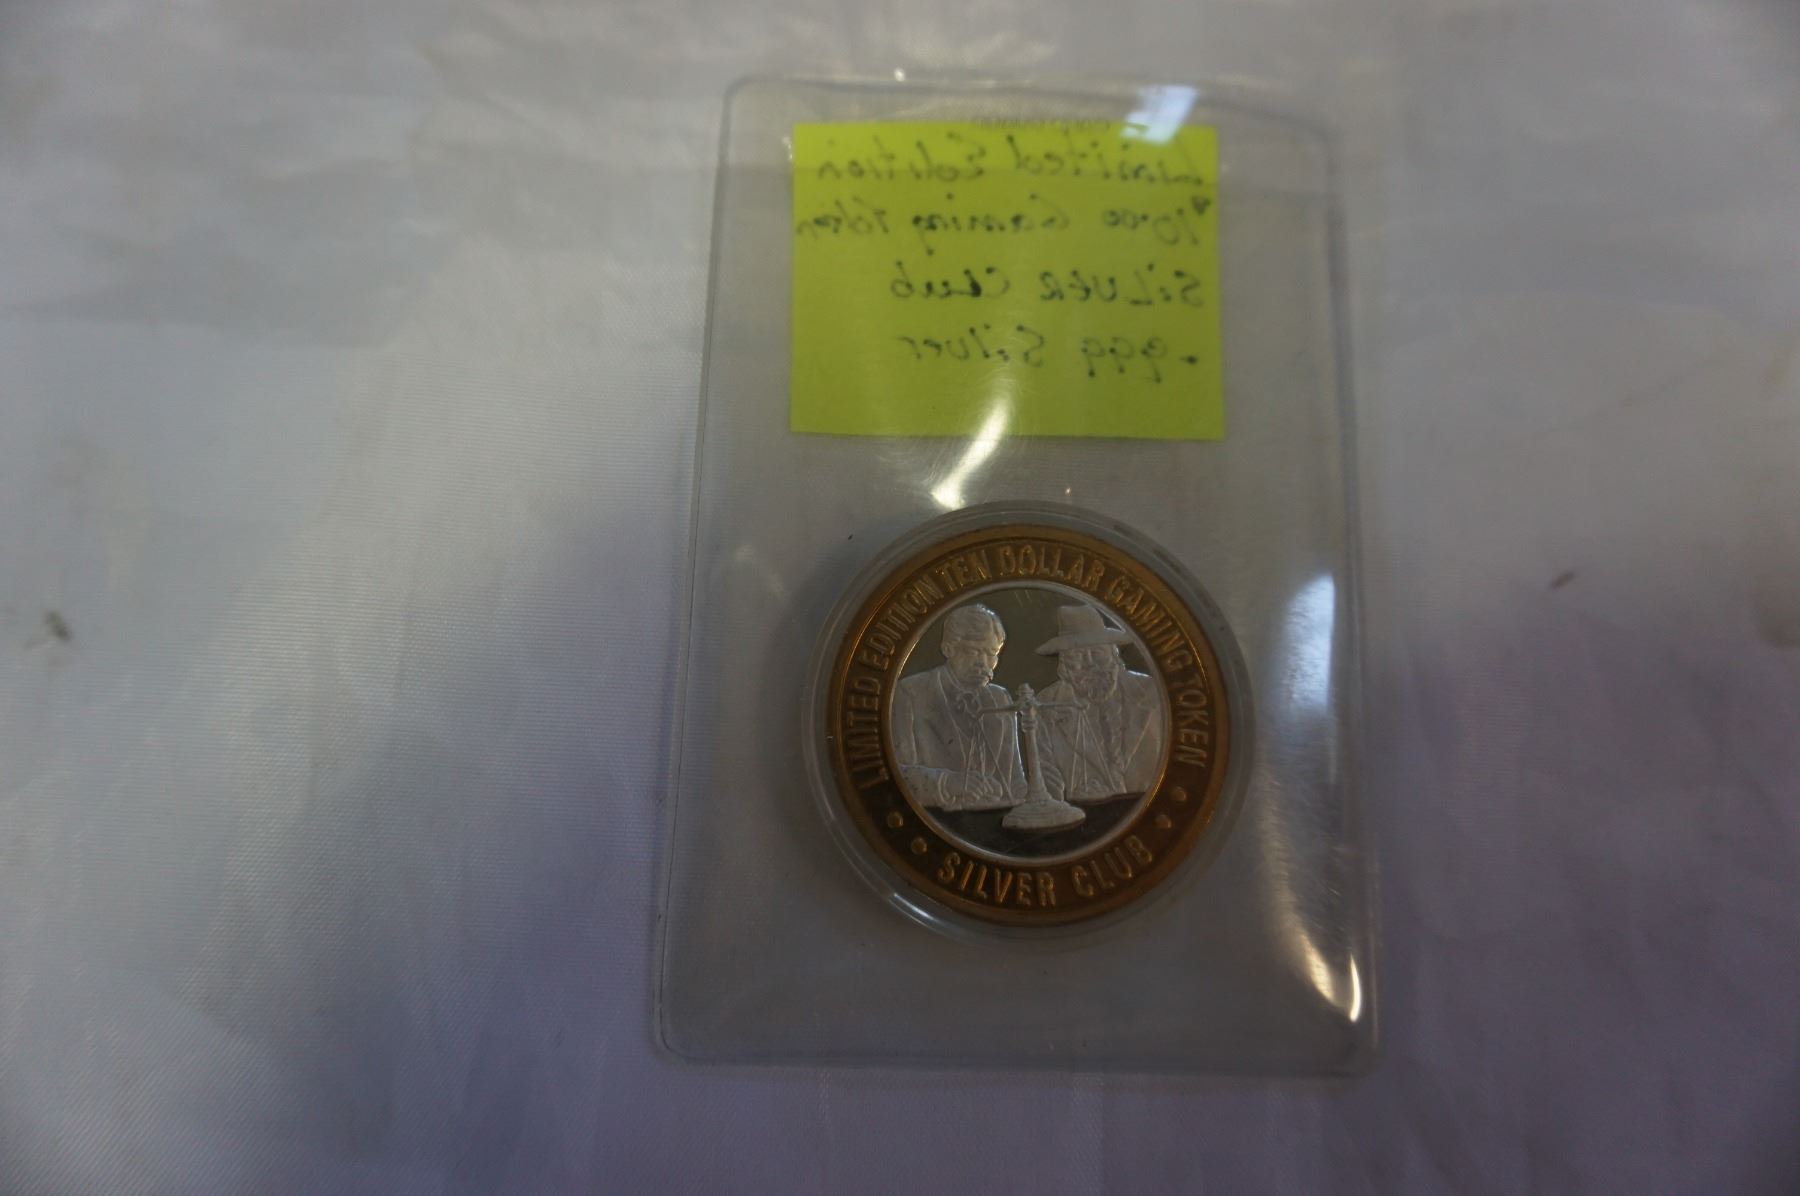 Limited Edition
$10.00 Gaming Token
SiLVER Club
.999 Silver
LIMITED EDITION TEN DOLLAR GAMING TOKEN
SILVER CLUB